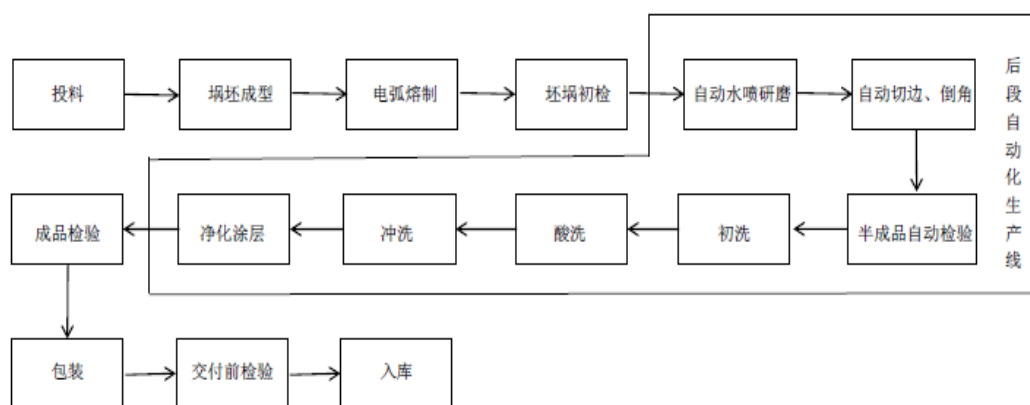 投料
埚坯成型
电弧熔制
坯埚初检
自动水喷研磨
自动切边、倒角
后段自动化生产线
成品检验
净化涂层
冲洗
酸洗
初洗
半成品自动检验
包装
交付前检验
入库